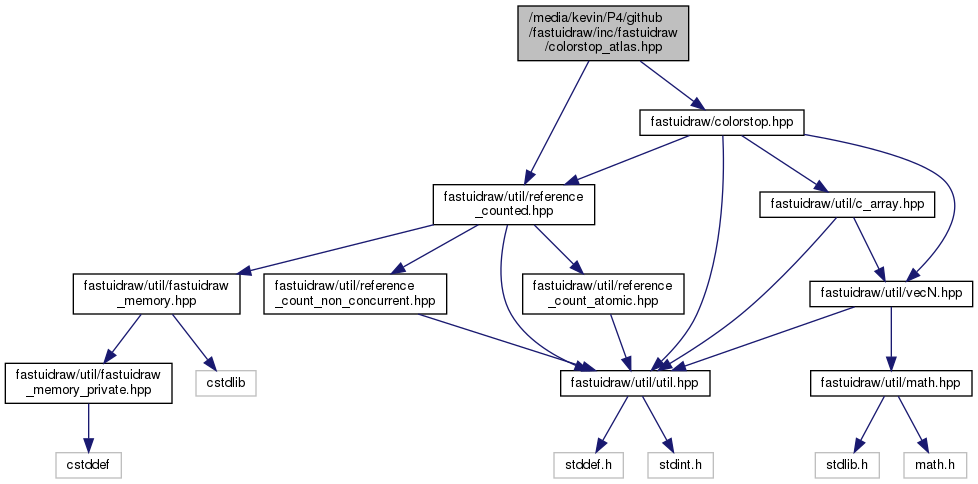 /media/kevin/P4/github
/fastuidraw/inc/fastuidraw
/colorstop_atlas.hpp
fastuidraw/colorstop.hpp
fastuidraw/util/reference
_counted.hpp
fastuidraw/util/c_array.hpp
fastuidraw/util/fastuidraw
_memory.hpp
fastuidraw/util/reference
_count_non_concurrent.hpp
fastuidraw/util/reference
_count_atomic.hpp
fastuidraw/util/vecN.hpp
fastuidraw/util/fastuidraw
_memory_private.hpp
cstdlib
fastuidraw/util/util.hpp
fastuidraw/util/math.hpp
cstddef
stddef.h
stdint.h
stdlib.h
math.h